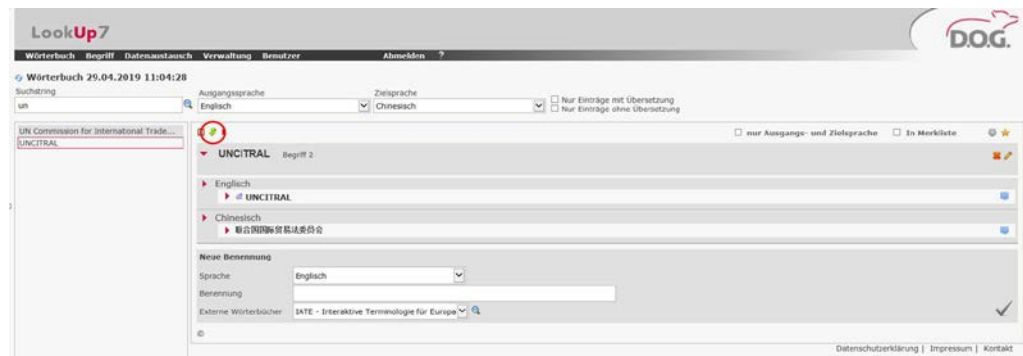 LookUp7
D.O.G.
Wörterbuch Begriff Datenaustausch Verwaltung Benutzer Abmelden ?
Wörterbuch 29.04.2019 11:04:28
Suchstring Ausgangssprache Zielsprache
un Englisch Chinesisch
Nur Einträge mit Übersetzung
Nur Einträge ohne Übersetzung
UN Commission for International Trade...
UNCITRAL
nur Ausgangs- und Zielsprache In Merkliste
UNCITRAL Begriff 2
Englisch
UNCITRAL
Chinesisch
联合国国际贸易法委员会
Neue Benennung
Sprache Englisch
Benennung
Externe Wörterbücher IATE - Interaktive Terminologie für Europa
©
Datenschutzerklärung | Impressum | Kontakt